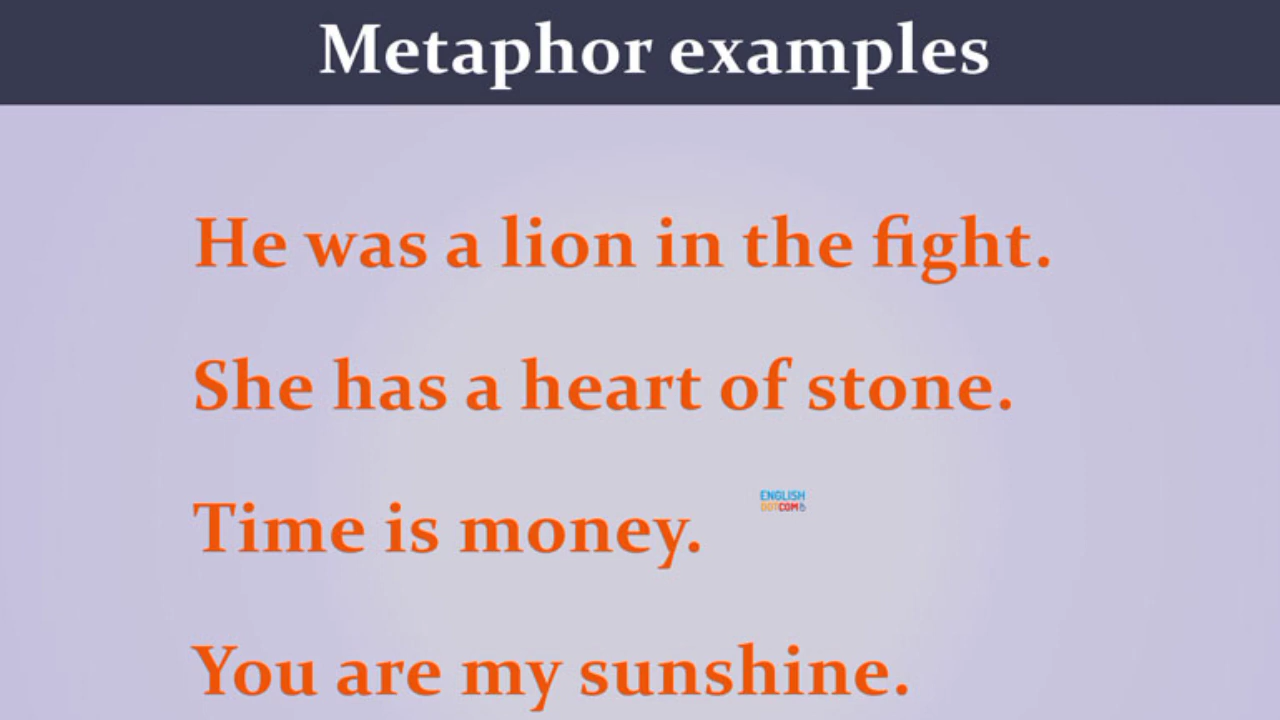 Metaphor examples
He was a lion in the fight.
She has a heart of stone.
ENGLISH
DOTCOM
Time is money.
You are my sunshine.